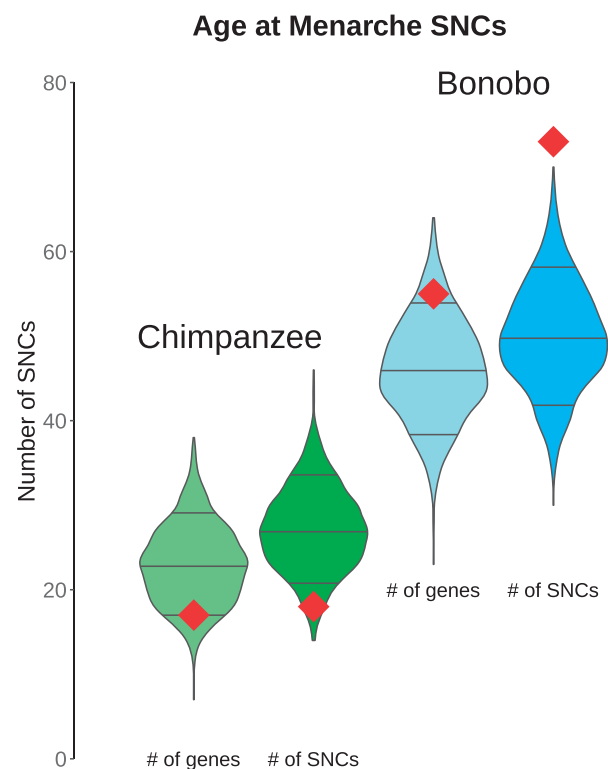 Age at Menarche SNCs
Bonobo
80
60
Chimpanzee
Number of SNCs
40
20
# of genes
# of SNCs
0
# of genes
# of SNCs